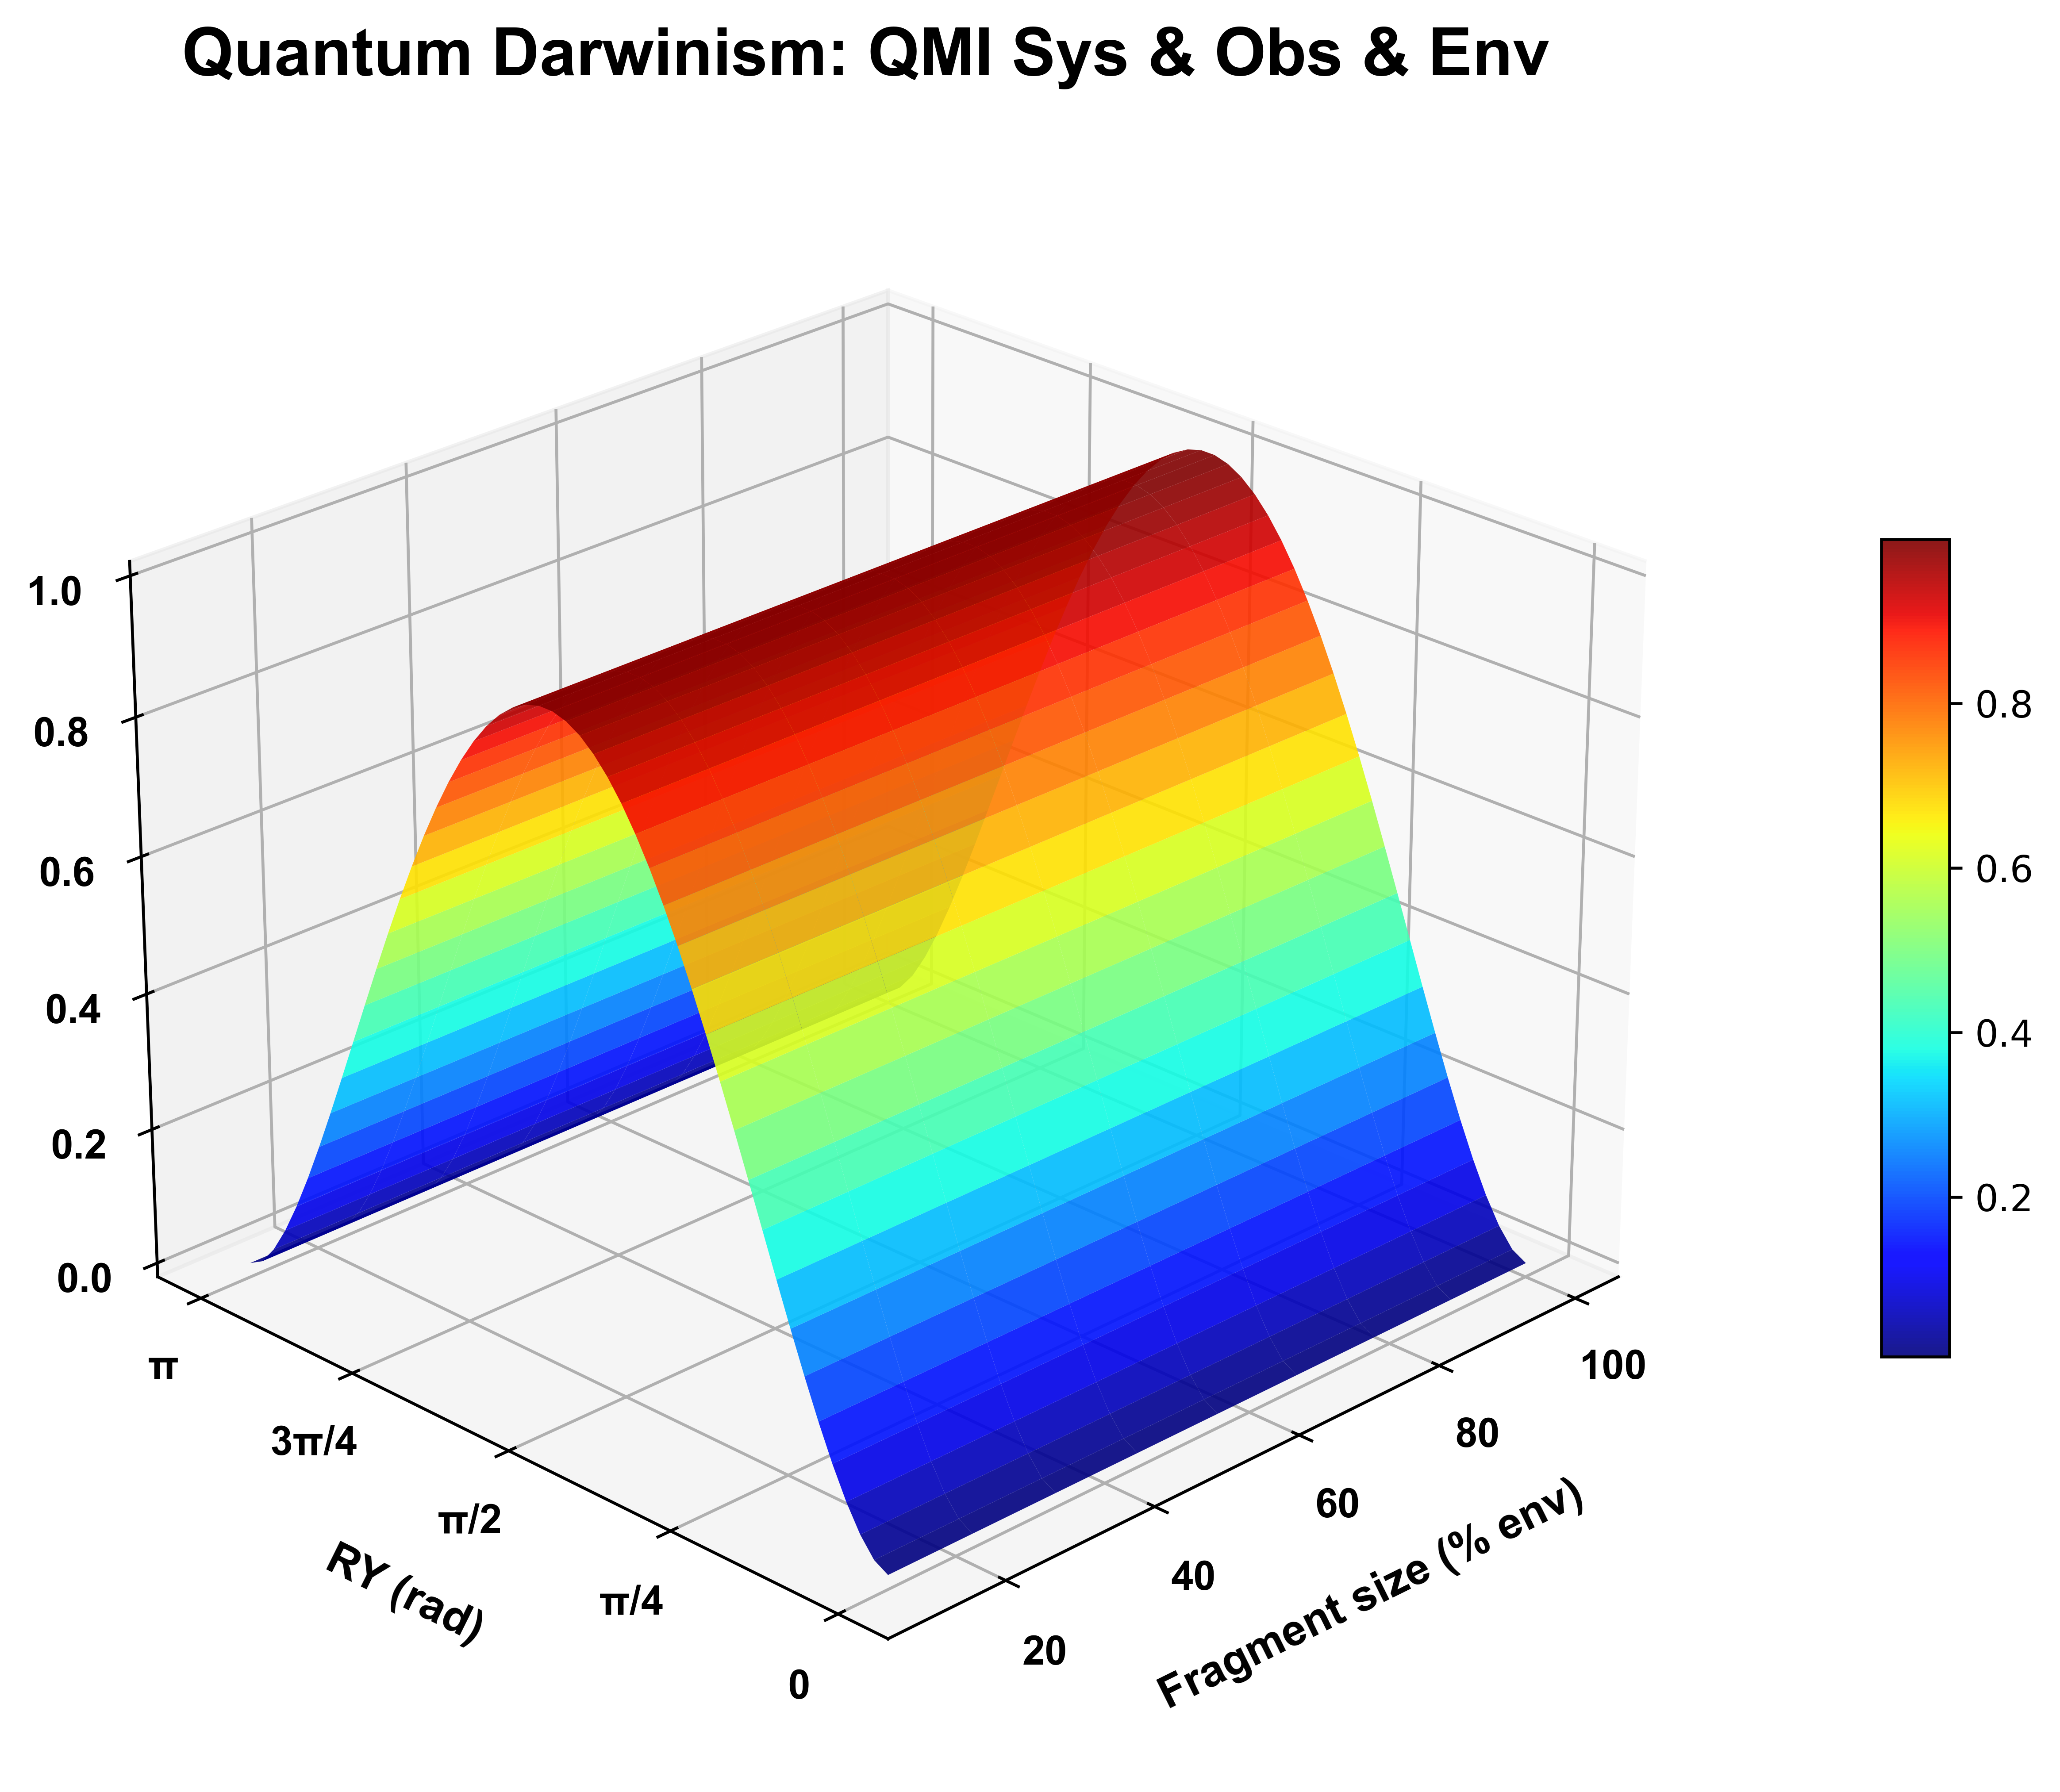 Quantum Darwinism: QMI Sys & Obs & Env
1.0
0.8
0.6
0.4
0.2
0.0
π
3π/4
π/2
π/4
0
RY (rad)
20
40
60
80
100
Fragment size (% env)
0.8
0.6
0.4
0.2